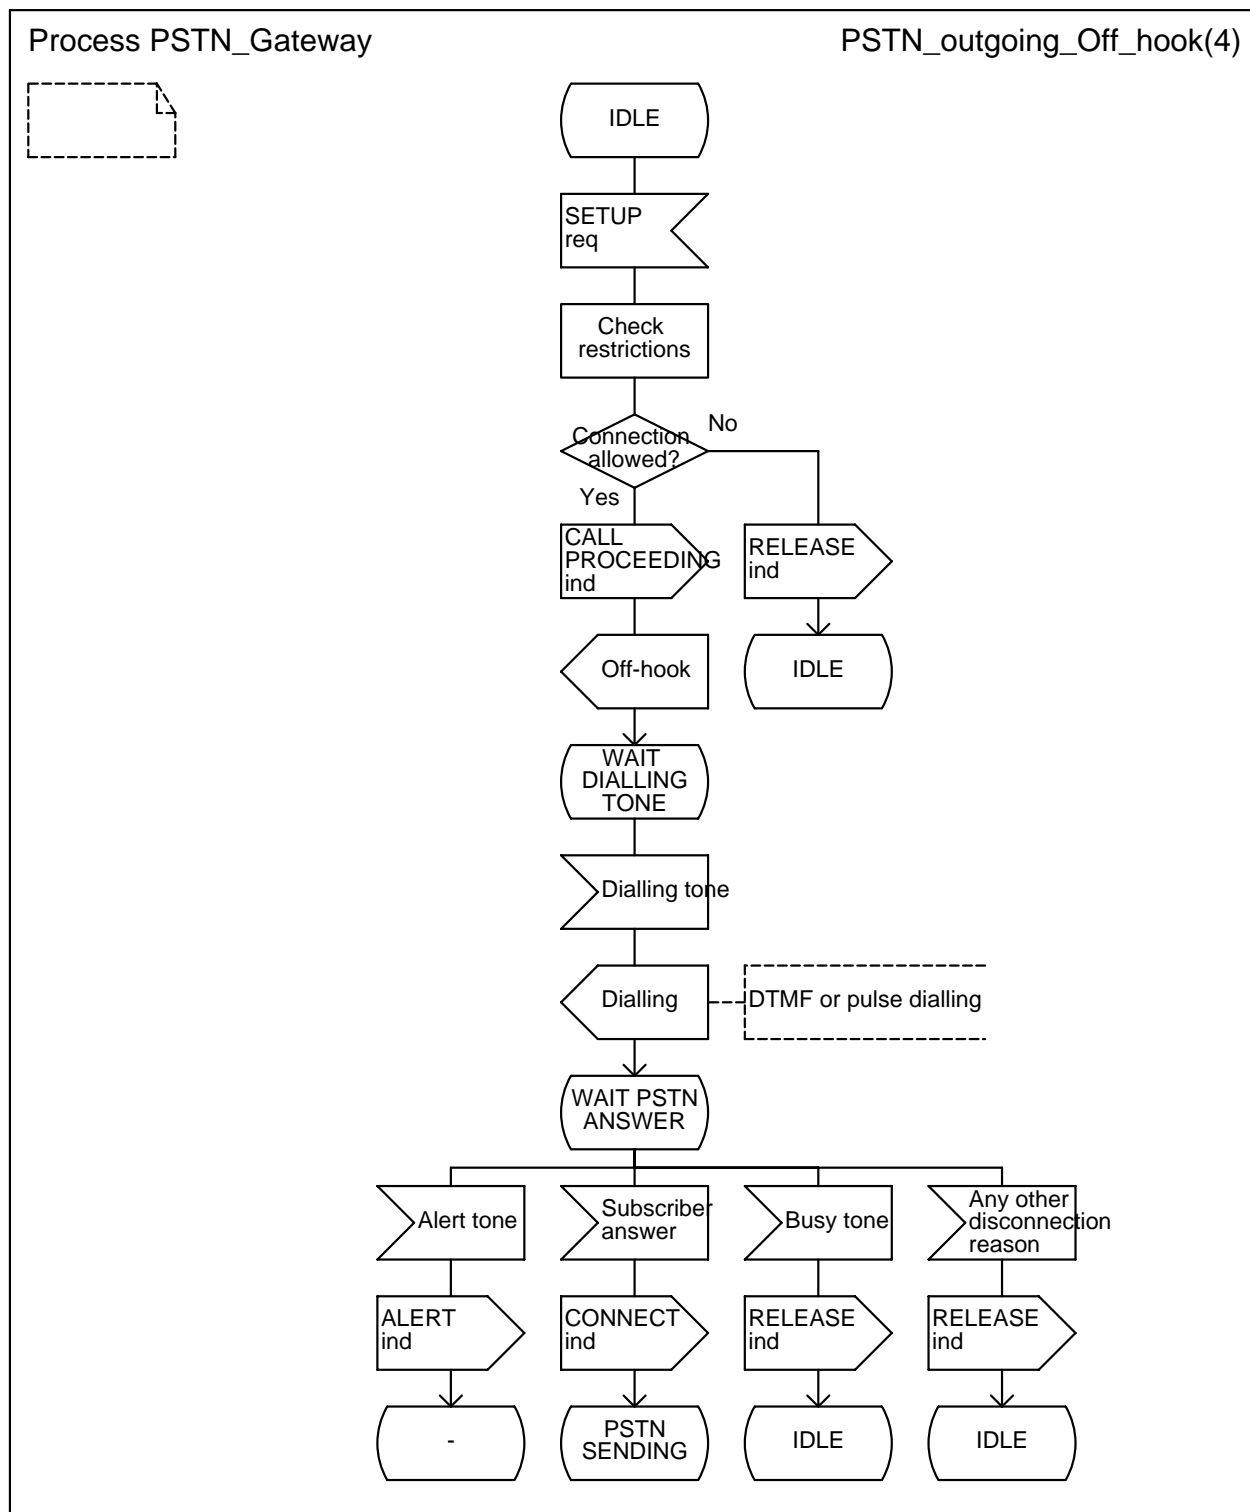 Process PSTN_Gateway
PSTN_outgoing_Off_hook(4)
IDLE
SETUP
req
Check
restrictions
Connection
allowed?
No
Yes
CALL
PROCEEDING
ind
RELEASE
ind
Off-hook
IDLE
WAIT
DIALLING
TONE
Dialling tone
Dialling
DTMF or pulse dialling
WAIT PSTN
ANSWER
Alert tone
Subscriber
answer
Busy tone
Any other
disconnection
reason
ALERT
ind
CONNECT
ind
RELEASE
ind
RELEASE
ind
-
PSTN
SENDING
IDLE
IDLE